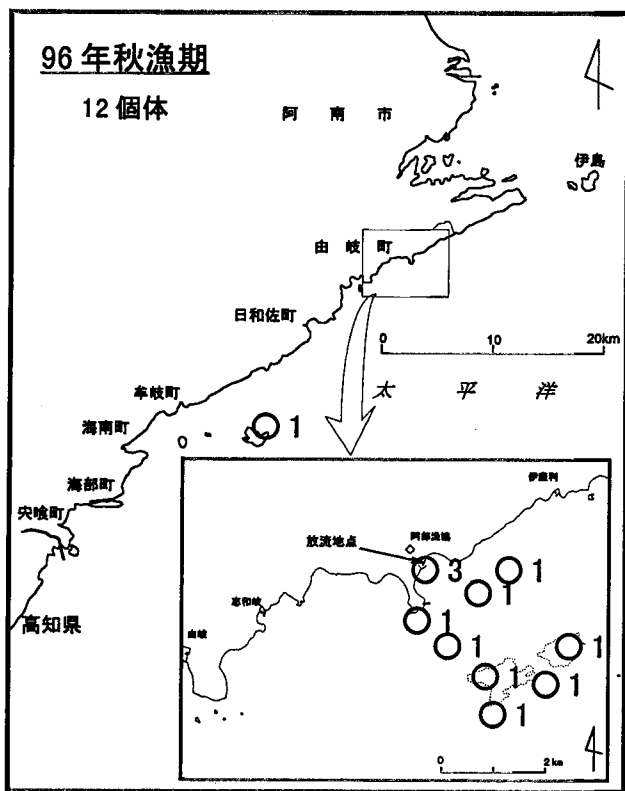 96年秋漁期
12個体
阿南市
伊島
由岐町
日和佐町
0 10 20km
太平洋
牟岐町
海南町
1
海部町
宍喰町
高知県
伊座利
阿部漁協
放流地点
3
1
1
志和岐
1
由岐
1
1
1
1
1
0 2km